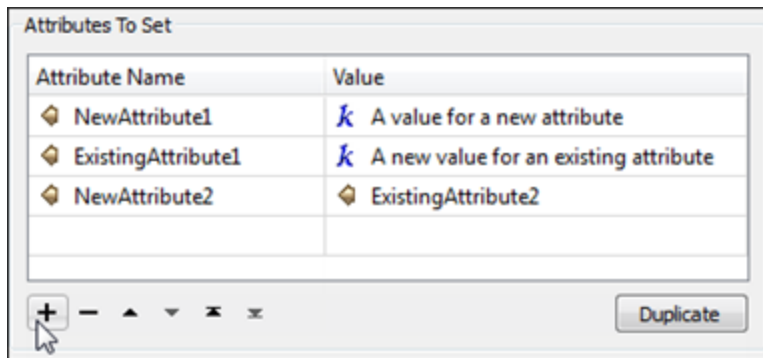 Attributes To Set
Attribute Name Value
NewAttribute1 k A value for a new attribute
ExistingAttribute1 k A new value for an existing attribute
NewAttribute2 ExistingAttribute2
Duplicate